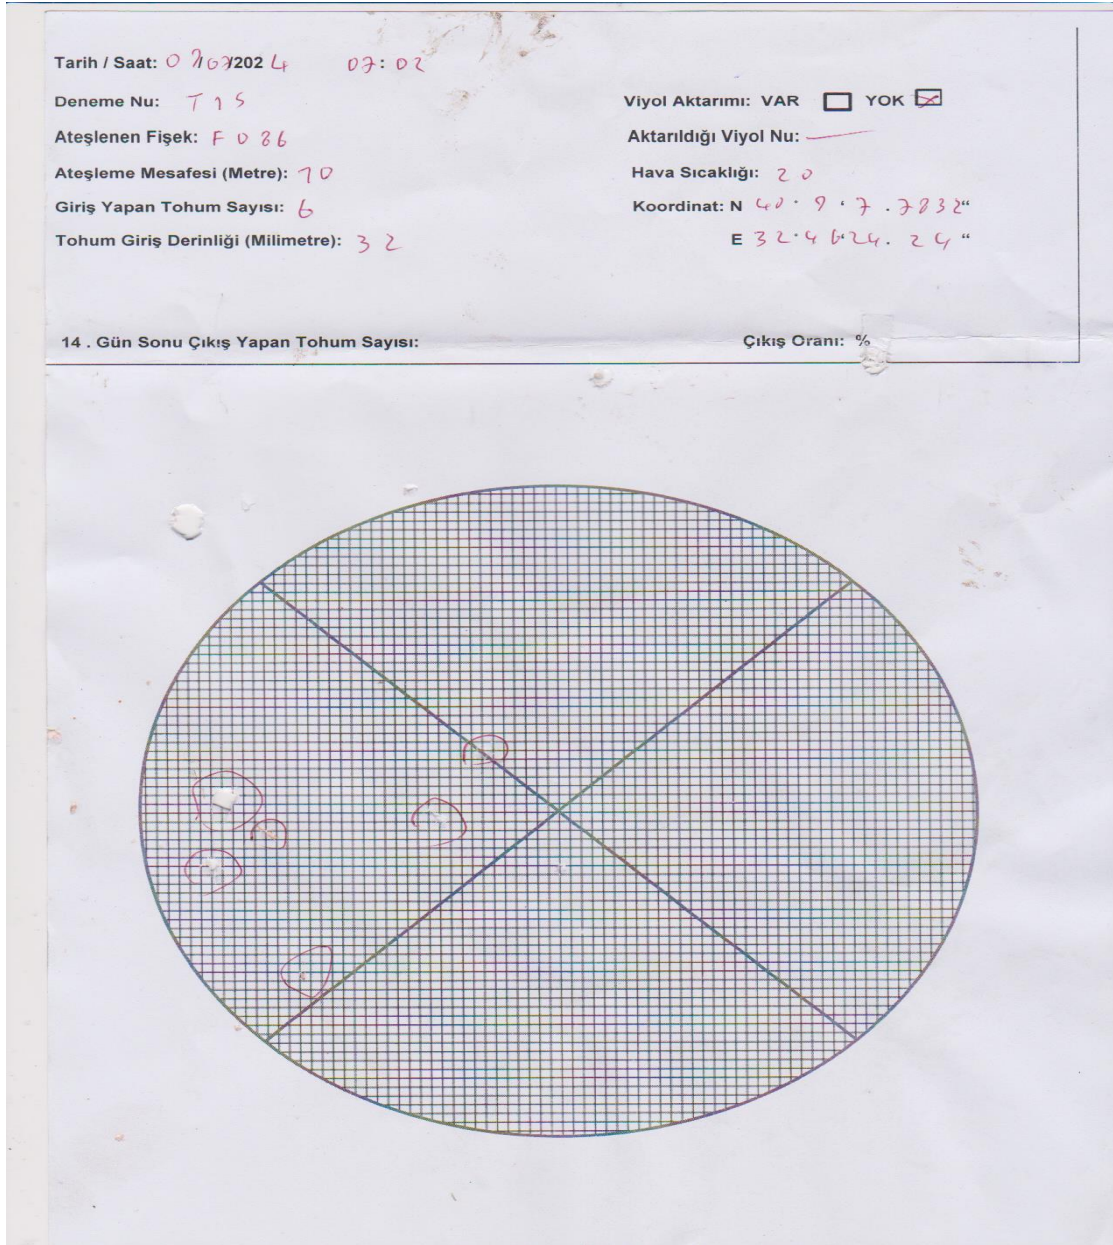 Tarih / Saat: 07/07/2024 07:02
Deneme Nu: T15
Viyol Aktarımı: VAR YOK
Ateşlenen Fişek: F086
Aktarıldığı Viyol Nu:
Ateşleme Mesafesi (Metre): 10
Hava Sıcaklığı: 20
Giriş Yapan Tohum Sayısı: 6
Koordinat: N 40° 9' 7.7832"
Tohum Giriş Derinliği (Milimetre): 32
E 32° 24.24"
14 . Gün Sonu Çıkış Yapan Tohum Sayısı:
Çıkış Oranı: %